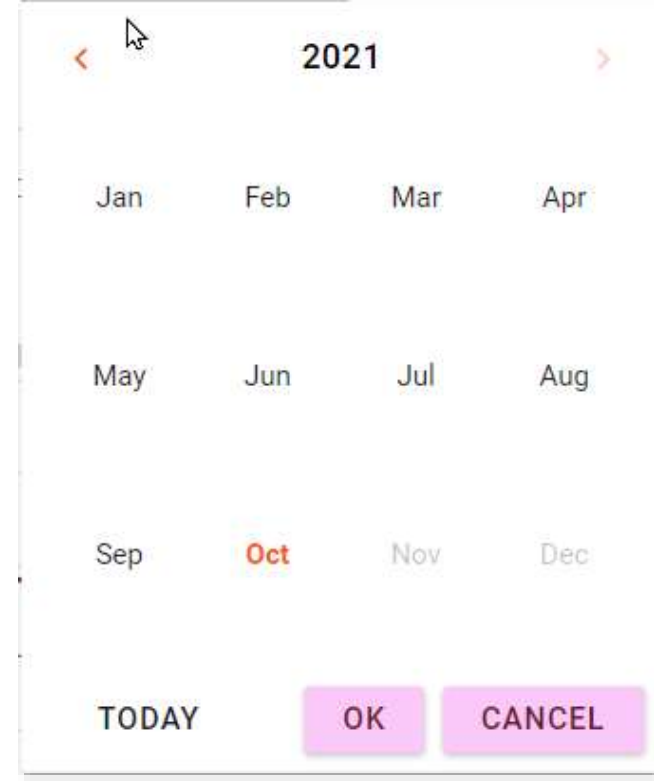 2021
Jan Feb Mar Apr
May Jun Jul Aug
Sep Oct Nov Dec
TODAY OK CANCEL